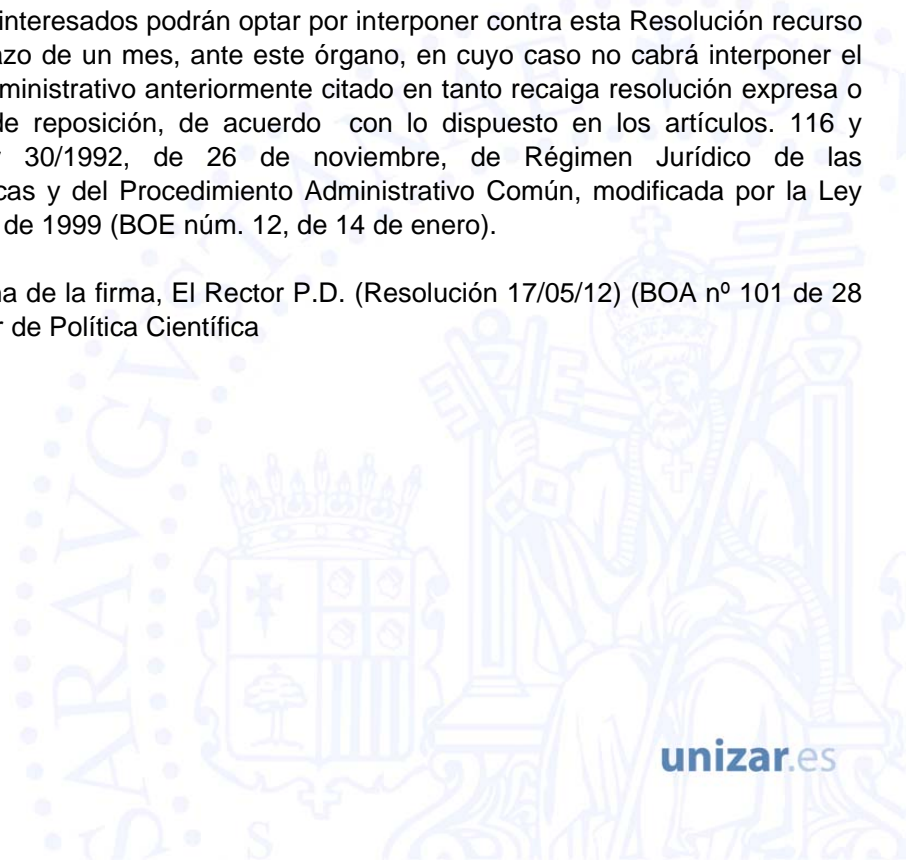 interesados podrán optar por interponer contra esta Resolución recurso
azo de un mes, ante este órgano, en cuyo caso no cabrá interponer el
dministrativo anteriormente citado en tanto recaiga resolución expresa o
de reposición, de acuerdo con lo dispuesto en los artículos. 116 y
30/1992, de 26 de noviembre, de Régimen Jurídico de las
cas y del Procedimiento Administrativo Común, modificada por la Ley
de 1999 (BOE núm. 12, de 14 de enero).
na de la firma, El Rector P.D. (Resolución 17/05/12) (BOA nº 101 de 28
r de Política Científica
SARAVGVSTANAE
S
unizar.es